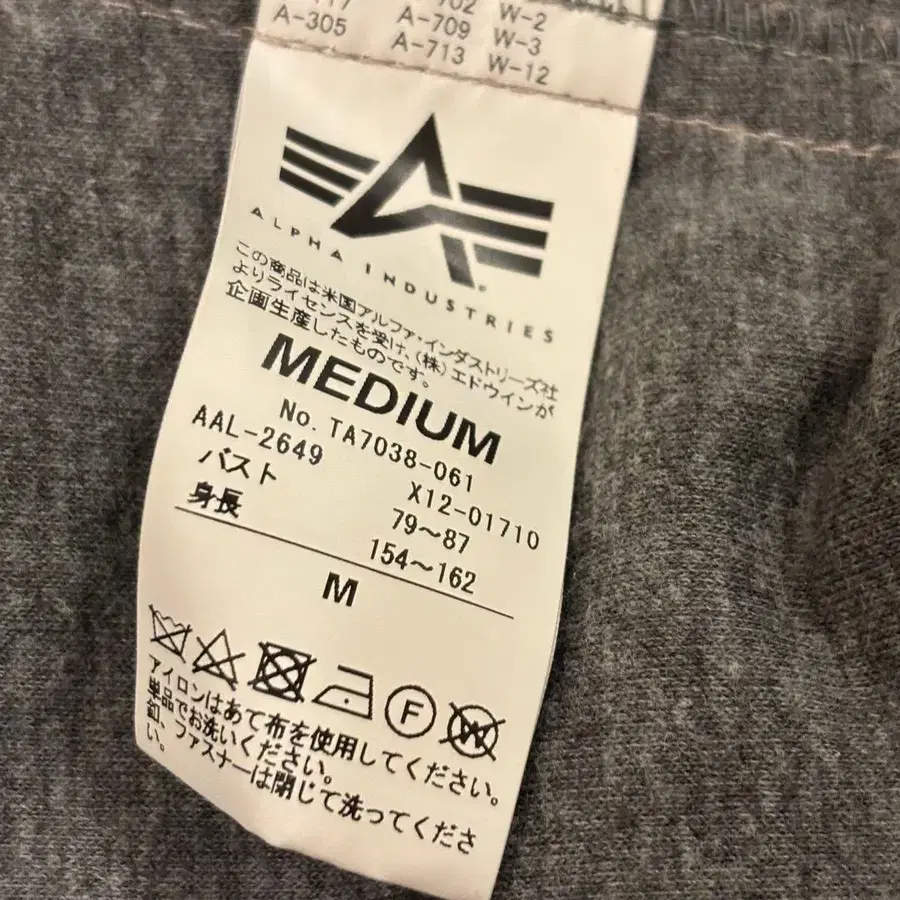 A-305
A-709
A-713
W-2
W-3
W-12
ALPHA INDUSTRIES
この商品は米国アルファ・インダストリーズ社
よりライセンスを受け、(株)エドウインが
企画生産したものです。
MEDIUM
No. TA7038-061
AAL-2649 X12-01710
バスト 79～87
身長 154～162
M
F
W
アイロンはあて布を使用してください。
単品でお洗いください。
釦、ファスナーは閉じて洗ってくださ
い。